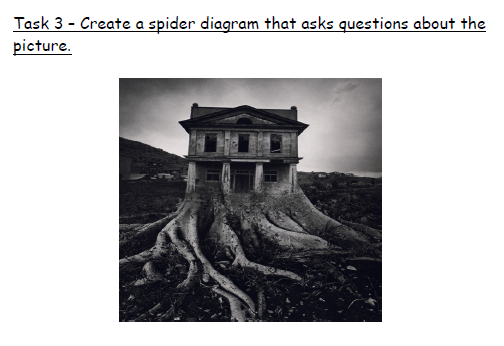 Task 3 – Create a spider diagram that asks questions about the
picture.